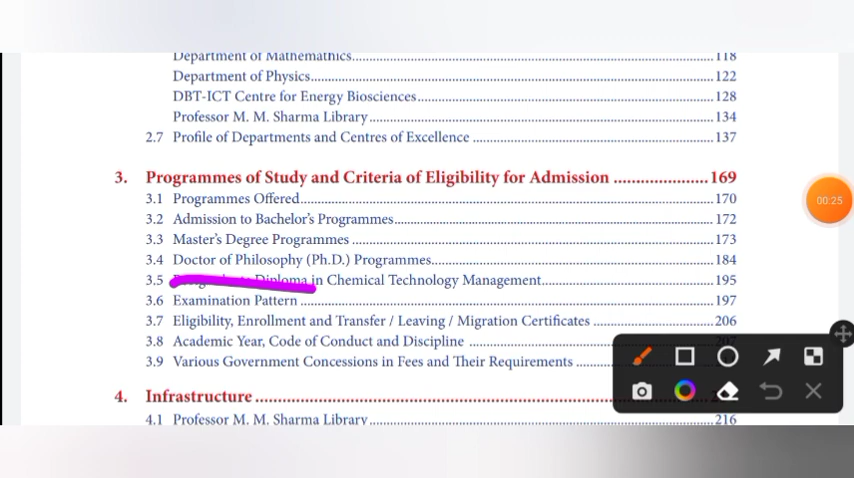 Department of Mathemathics 118
Department of Physics 122
DBT-ICT Centre for Energy Biosciences 128
Professor M. M. Sharma Library 134
2.7 Profile of Departments and Centres of Excellence 137
3. Programmes of Study and Criteria of Eligibility for Admission 169
3.1 Programmes Offered 170
3.2 Admission to Bachelor's Programmes 172
3.3 Master's Degree Programmes 173
3.4 Doctor of Philosophy (Ph.D.) Programmes 184
3.5 Diploma in Chemical Technology Management 195
3.6 Examination Pattern 197
3.7 Eligibility, Enrollment and Transfer / Leaving / Migration Certificates 206
3.8 Academic Year, Code of Conduct and Discipline
3.9 Various Government Concessions in Fees and Their Requirements
4. Infrastructure
4.1 Professor M. M. Sharma Library 216
00:25